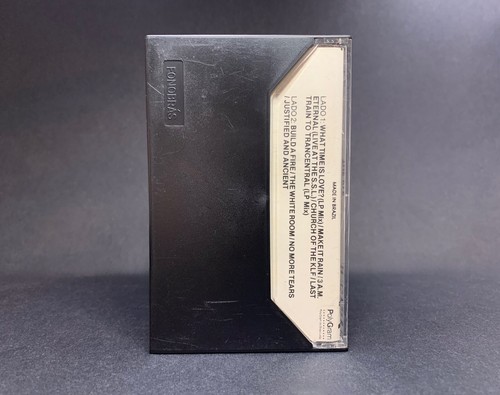 FONOBRÁS
MADE IN BRAZIL
LADO 1: WHAT TIME IS LOVE? (LP Mix) / MAKE IT RAIN / 3 A.M.
ETERNAL (LIVE AT THE S.S.L.) / CHURCH OF THE KLF / LAST
TRAIN TO TRANCENTRAL (LP Mix)
LADO 2: BUILD A FIRE / THE WHITE ROOM / NO MORE TEARS
/ JUSTIFIED AND ANCIENT
PolyGram